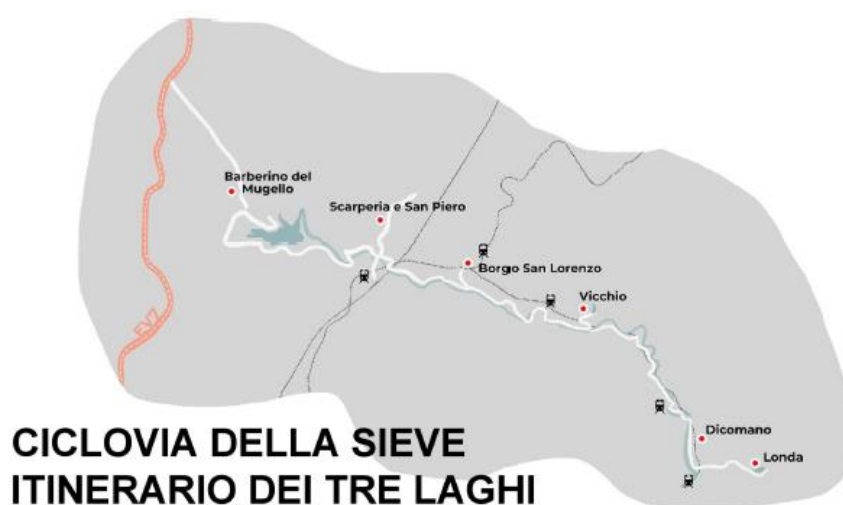 Barberino del
Mugello
Scarperia e San Piero
Borgo San Lorenzo
Vicchio
EV7
Dicomano
Londa
CICLOVIA DELLA SIEVE
ITINERARIO DEI TRE LAGHI